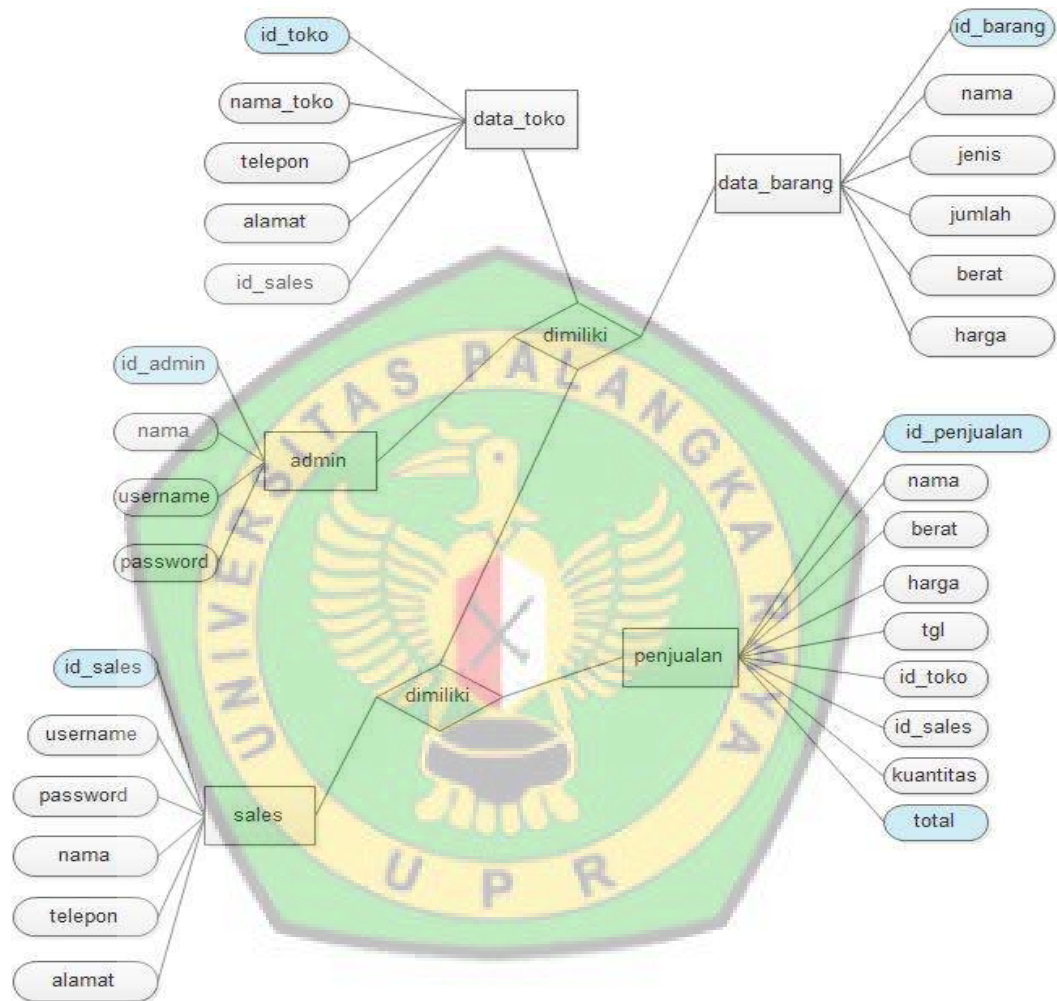 id_toko
nama_toko
telepon
alamat
id_sales
data_toko
id_barang
nama
jenis
jumlah
berat
harga
data_barang
dimiliki
id_admin
nama
username
password
admin
id_penjualan
nama
berat
harga
tgl
id_toko
id_sales
kuantitas
total
penjualan
dimiliki
id_sales
username
password
nama
telepon
alamat
sales
UNIVERSITAS PALANGKA RAYA
UPR